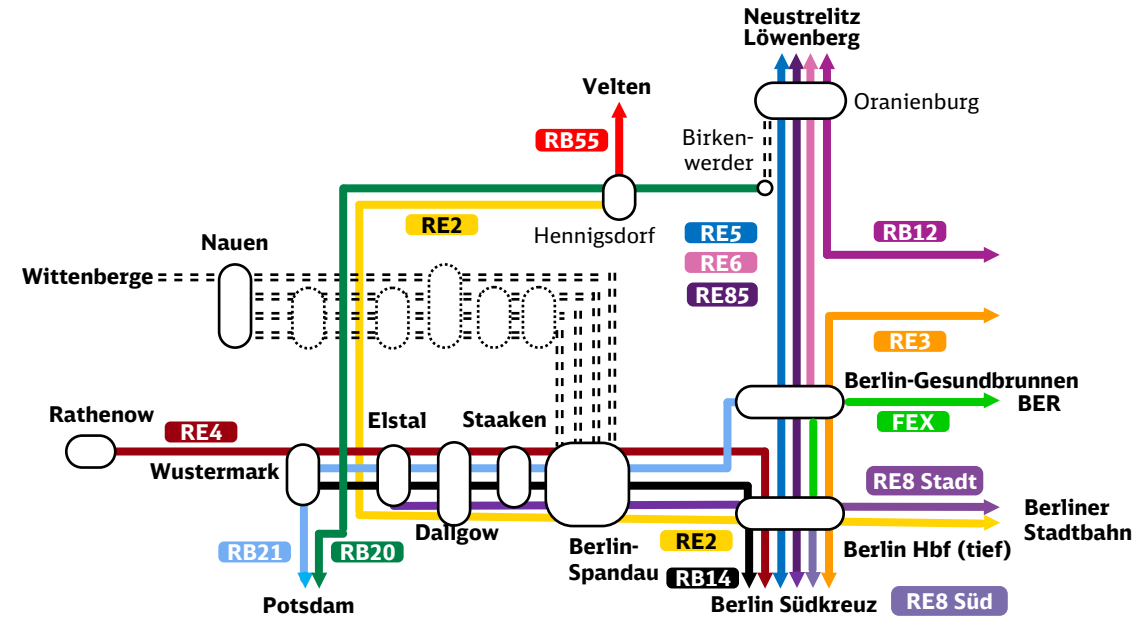 Neustrelitz
Löwenberg
Velten
Oranienburg
RB55
Birken-
werder
RE2
Hennigsdorf
RE5
RB12
Nauen
RE6
Wittenberge
RE85
RE3
Berlin-Gesundbrunnen
BER
Rathenow
Elstal
Staaken
FEX
RE4
Wustermark
RE8 Stadt
Berliner
Stadtbahn
Dallgow
RB21
RB20
Berlin-
Spandau
RE2
Berlin Hbf (tief)
RB14
Potsdam
Berlin Südkreuz
RE8 Süd